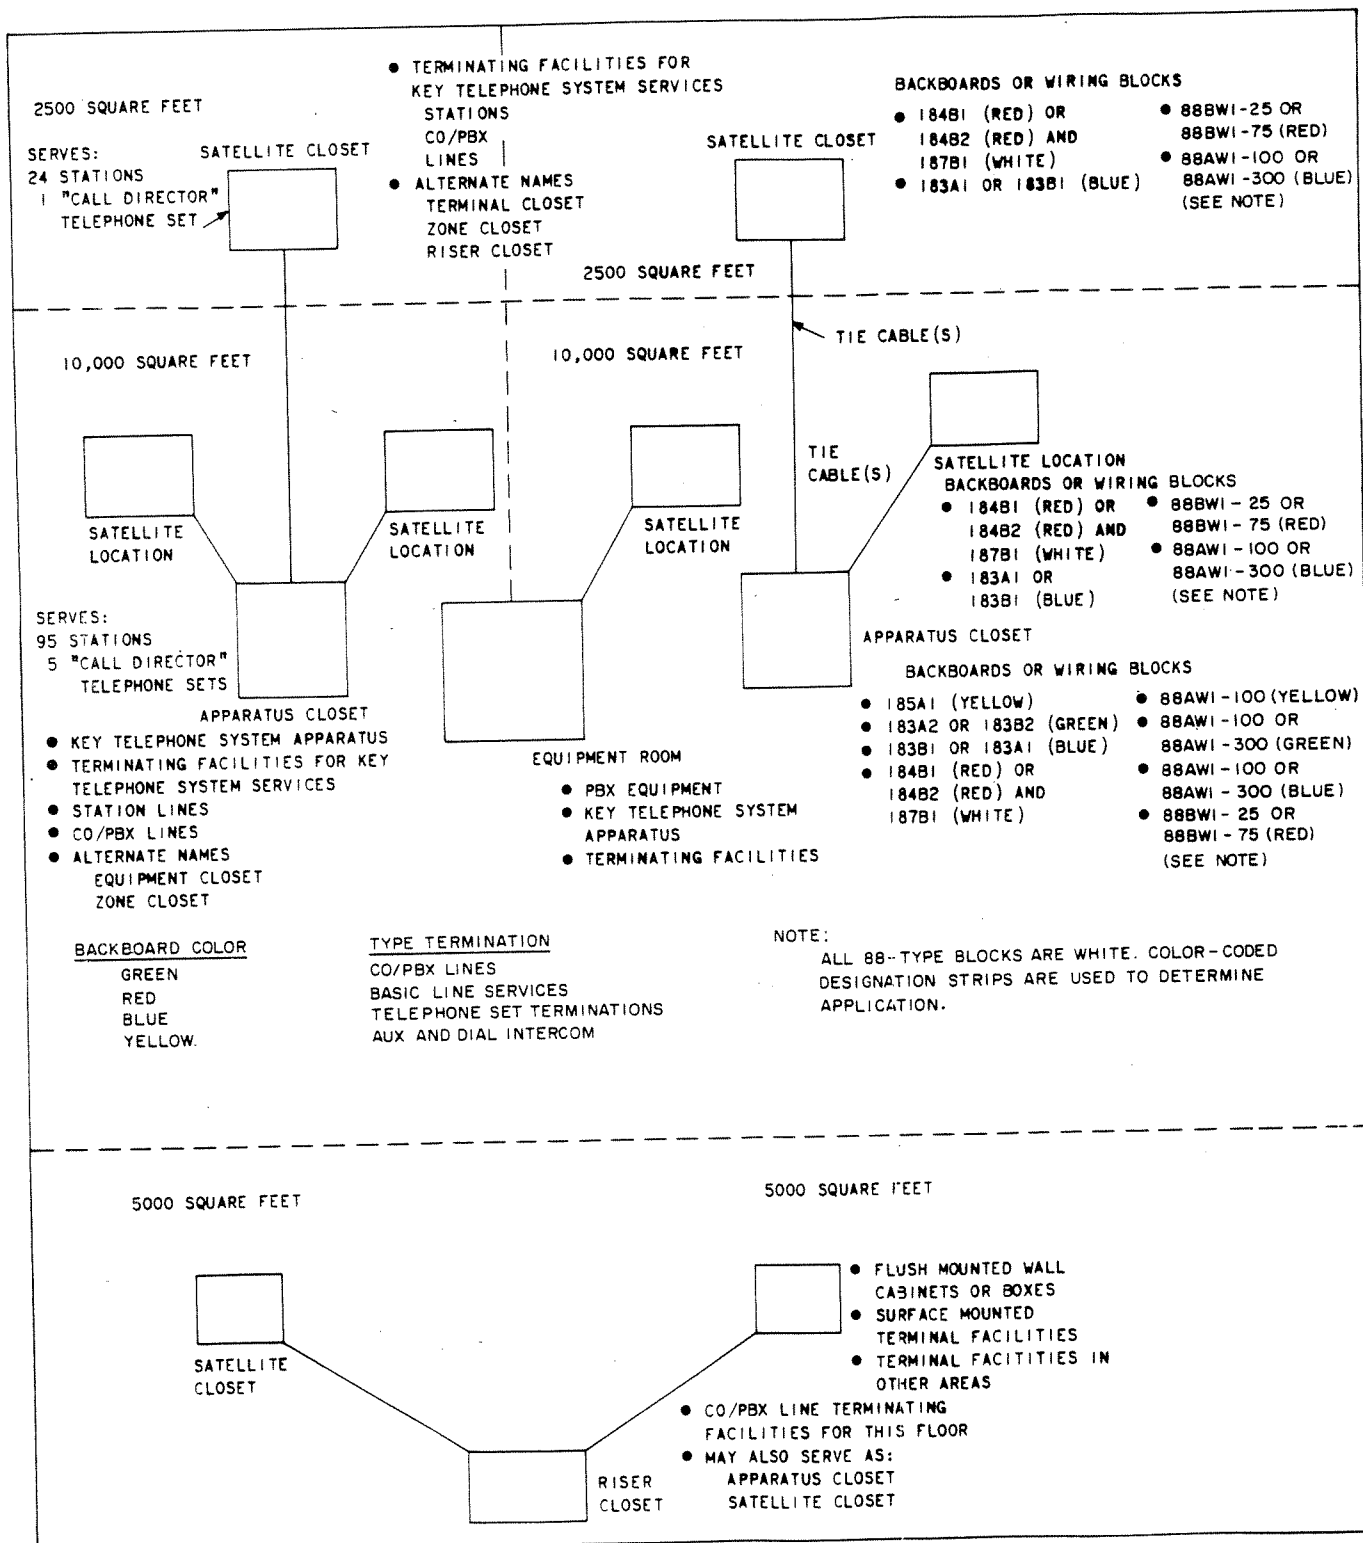 2500 SQUARE FEET
SERVES:
24 STATIONS
1 "CALL DIRECTOR"
TELEPHONE SET
SATELLITE CLOSET
● TERMINATING FACILITIES FOR
KEY TELEPHONE SYSTEM SERVICES
STATIONS
CO/PBX
LINES
● ALTERNATE NAMES
TERMINAL CLOSET
ZONE CLOSET
RISER CLOSET
SATELLITE CLOSET
2500 SQUARE FEET
BACKBOARDS OR WIRING BLOCKS
● 184B1 (RED) OR
184B2 (RED) AND
187B1 (WHITE)
● 183A1 OR 183B1 (BLUE)
● 88BW1-25 OR
88BW1-75 (RED)
● 88AW1-100 OR
88AW1-300 (BLUE)
(SEE NOTE)
10,000 SQUARE FEET
10,000 SQUARE FEET
TIE CABLE(S)
SATELLITE
LOCATION
SATELLITE
LOCATION
SATELLITE
LOCATION
TIE
CABLE(S)
SATELLITE LOCATION
BACKBOARDS OR WIRING BLOCKS
● 184B1 (RED) OR
184B2 (RED) AND
187B1 (WHITE)
● 183A1 OR
183B1 (BLUE)
● 88BW1-25 OR
88BW1-75 (RED)
● 88AW1-100 OR
88AW1-300 (BLUE)
(SEE NOTE)
SERVES:
95 STATIONS
5 "CALL DIRECTOR"
TELEPHONE SETS
APPARATUS CLOSET
● KEY TELEPHONE SYSTEM APPARATUS
● TERMINATING FACILITIES FOR KEY
TELEPHONE SYSTEM SERVICES
● STATION LINES
● CO/PBX LINES
● ALTERNATE NAMES
EQUIPMENT CLOSET
ZONE CLOSET
EQUIPMENT ROOM
● PBX EQUIPMENT
● KEY TELEPHONE SYSTEM
APPARATUS
● TERMINATING FACILITIES
APPARATUS CLOSET
BACKBOARDS OR WIRING BLOCKS
● 185A1 (YELLOW)
● 183A2 OR 183B2 (GREEN)
● 183B1 OR 183A1 (BLUE)
● 184B1 (RED) OR
184B2 (RED) AND
187B1 (WHITE)
● 88AW1-100 (YELLOW)
● 88AW1-100 OR
88AW1-300 (GREEN)
● 88AW1-100 OR
88AW1-300 (BLUE)
● 88BW1-25 OR
88BW1-75 (RED)
(SEE NOTE)
BACKBOARD COLOR
GREEN
RED
BLUE
YELLOW.
TYPE TERMINATION
CO/PBX LINES
BASIC LINE SERVICES
TELEPHONE SET TERMINATIONS
AUX AND DIAL INTERCOM
NOTE:
ALL 88-TYPE BLOCKS ARE WHITE. COLOR-CODED
DESIGNATION STRIPS ARE USED TO DETERMINE
APPLICATION.
5000 SQUARE FEET
5000 SQUARE FEET
SATELLITE
CLOSET
● FLUSH MOUNTED WALL
CABINETS OR BOXES
● SURFACE MOUNTED
TERMINAL FACILITIES
● TERMINAL FACITITIES IN
OTHER AREAS
● CO/PBX LINE TERMINATING
FACILITIES FOR THIS FLOOR
● MAY ALSO SERVE AS:
APPARATUS CLOSET
SATELLITE CLOSET
RISER
CLOSET